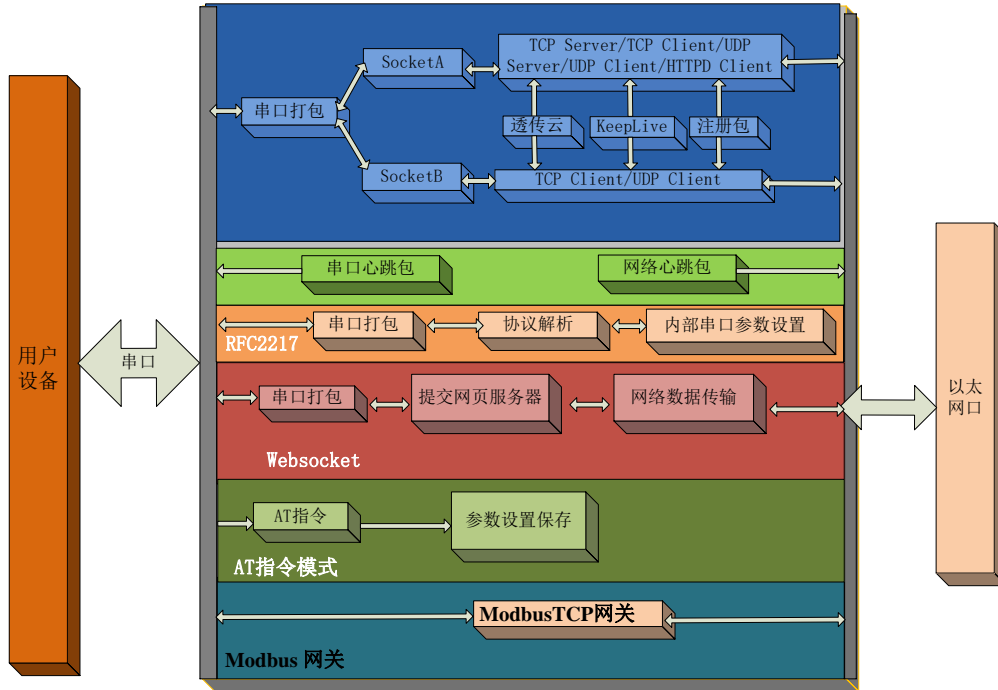 TCP Server/TCP Client/UDP
Server/UDP Client/HTTPD Client
SocketA
串口打包
透传云
KeepLive
注册包
SocketB
TCP Client/UDP Client
串口心跳包
网络心跳包
串口打包
协议解析
内部串口参数设置
RFC2217
用户
设备
串口
串口打包
提交网页服务器
网络数据传输
以太
网口
Websocket
AT指令
参数设置保存
AT指令模式
ModbusTCP网关
Modbus 网关